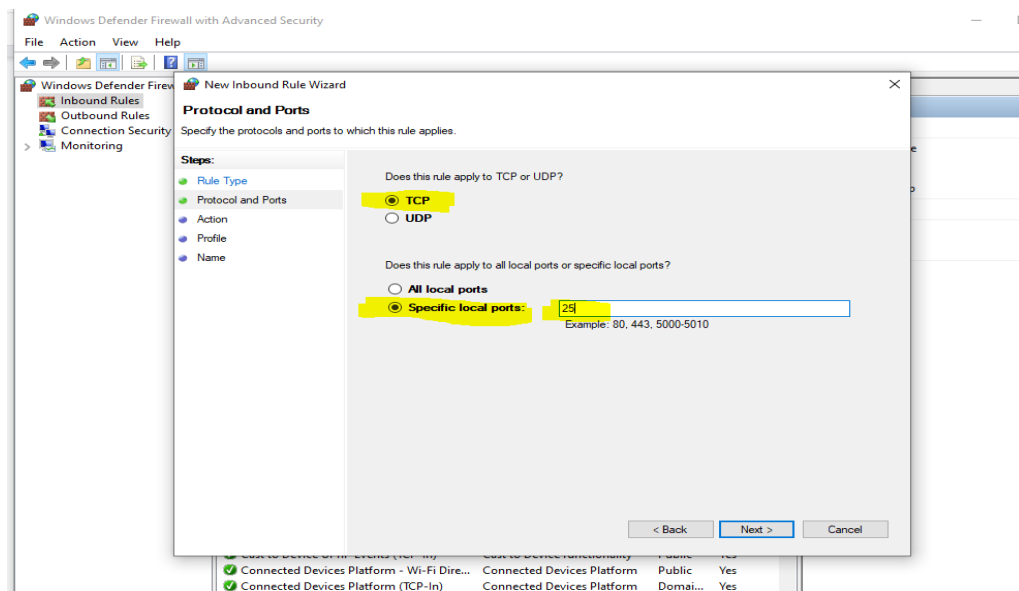 Windows Defender Firewall with Advanced Security
File Action View Help
Windows Defender Firew
Inbound Rules
Outbound Rules
Connection Security
Monitoring
New Inbound Rule Wizard
Protocol and Ports
Specify the protocols and ports to which this rule applies.
Steps:
Rule Type
Protocol and Ports
Action
Profile
Name
Does this rule apply to TCP or UDP?
TCP
UDP
Does this rule apply to all local ports or specific local ports?
All local ports
Specific local ports: 25
Example: 80, 443, 5000-5010
< Back Next > Cancel
Connected Devices Platform - Wi-Fi Dire... Connected Devices Platform Public Yes
Connected Devices Platform (TCP-In) Connected Devices Platform Domai... Yes